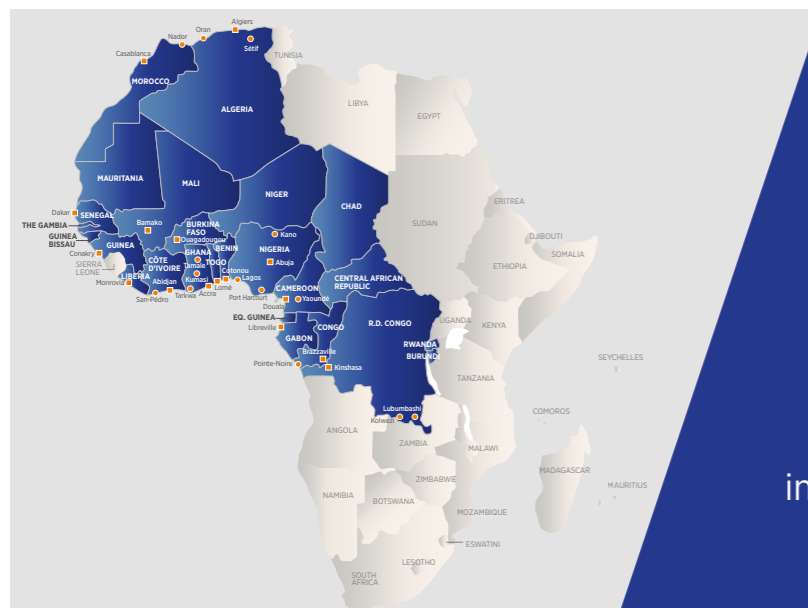 Algiers
Oran
Nador
Sétif
Casablanca
TUNISIA
MOROCCO
LIBYA
ALGERIA
EGYPT
MAURITANIA
MALI
NIGER
CHAD
ERITREA
Dakar
SENEGAL
SUDAN
THE GAMBIA
Bamako
BURKINA
FASO
Kano
DJIBOUTI
GUINEA
BISSAU
GUINEA
Ouagadougou
BENIN
NIGERIA
SOMALIA
Conakry
CÔTE
D'IVOIRE
GHANA
Tamale
TOGO
Abuja
ETHIOPIA
SIERRA
LEONE
LIBERIA
Kumasi
Cotonou
Lagos
CENTRAL AFRICAN
REPUBLIC
Monrovia
Abidjan
Lomé
CAMEROON
San-Pédro
Tarkwa
Accra
Port Harcourt
Yaoundé
Douala
EQ. GUINEA
UGANDA
KENYA
Libreville
CONGO
R.D. CONGO
GABON
RWANDA
BURUNDI
Brazzaville
SEYCHELLES
Pointe-Noire
Kinshasa
TANZANIA
Lubumbashi
COMOROS
Kolwezi
ANGOLA
ZAMBIA
MALAWI
MADAGASCAR
ZIMBABWE
MAURITIUS
NAMIBIA
BOTSWANA
in
MOZAMBIQUE
ESWATINI
LESOTHO
SOUTH
AFRICA